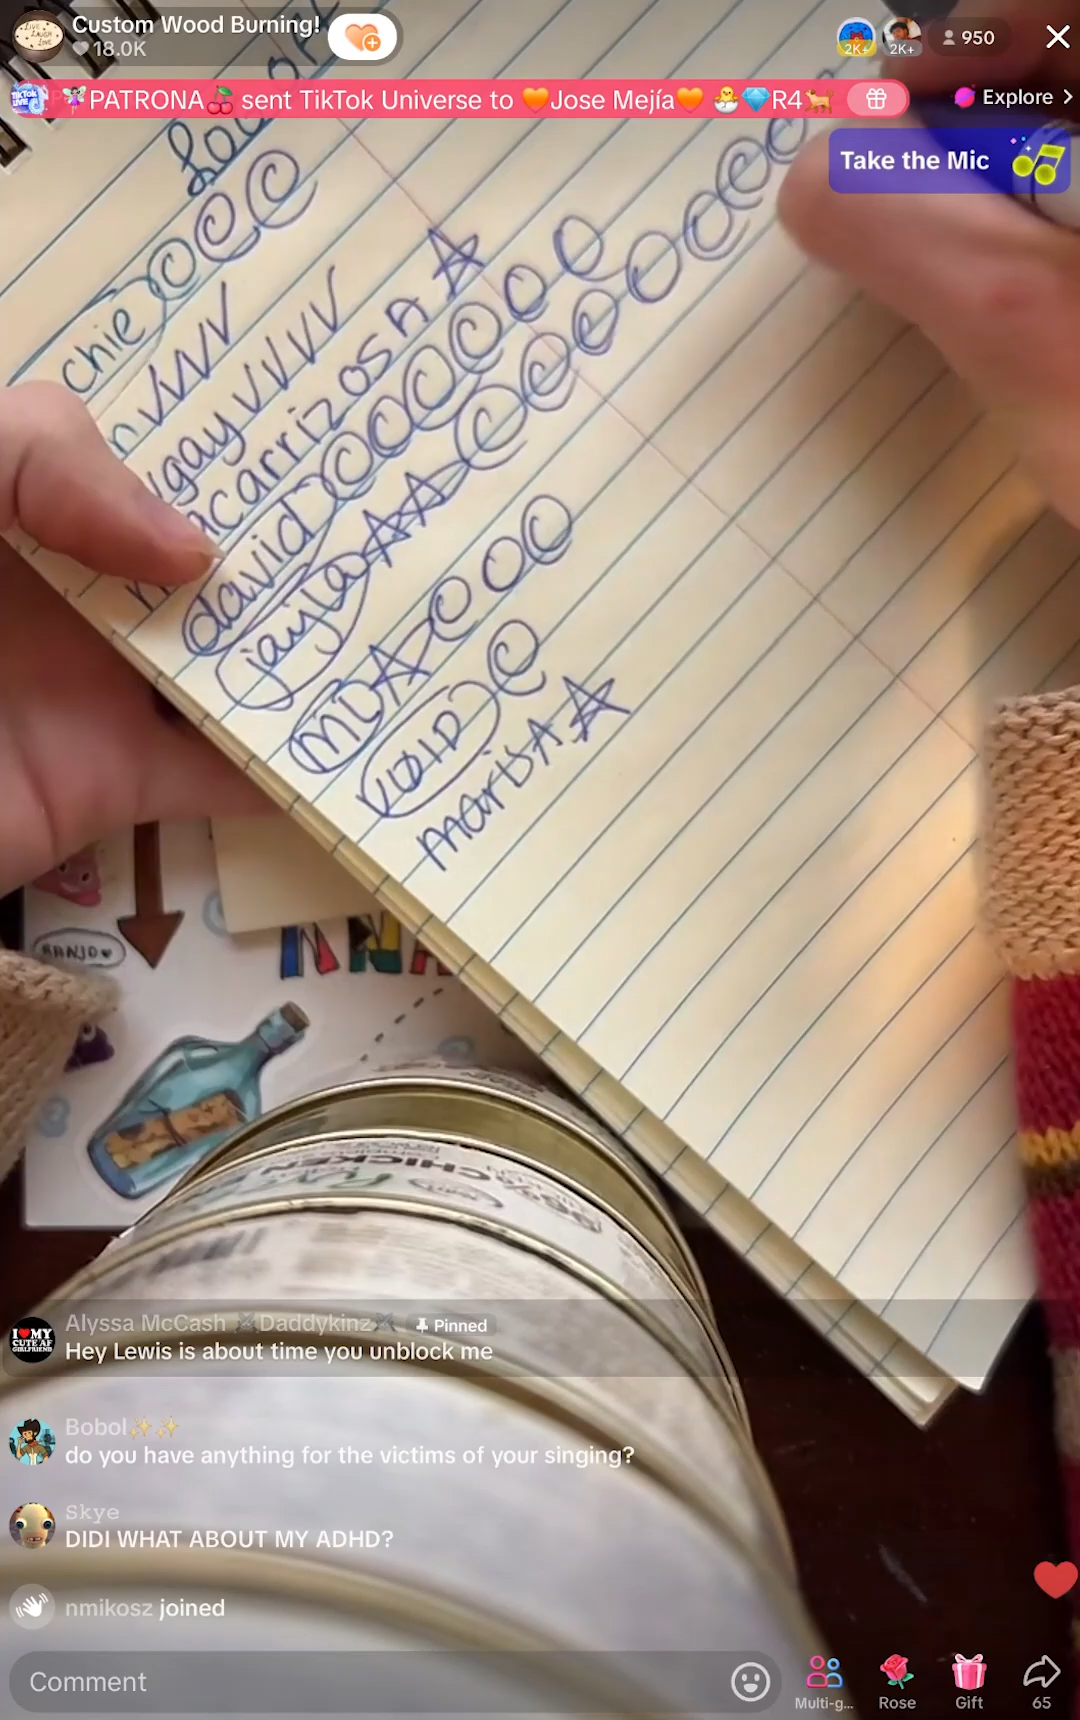 Custom Wood Burning!
18.0K
2K+
2K+
950
PATRONA🍒 sent TikTok Universe to 🧡Jose Mejía🧡 🐣💎R4🐕
Explore >
Take the Mic
chie
gay VVVVV
carrizosA
david
jayla
MD
VOID
marisA
BANJO♥
CHICKEN
Alyssa McCash ⚔Daddykinz⚔ Pinned
Hey Lewis is about time you unblock me
Bobol✨✨
do you have anything for the victims of your singing?
Skye
DIDI WHAT ABOUT MY ADHD?
nmikosz joined
Comment
Multi-g...
Rose
Gift
65